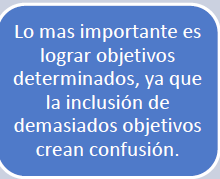 Lo mas importante es
lograr objetivos
determinados, ya que
la inclusión de
demasiados objetivos
crean confusión.